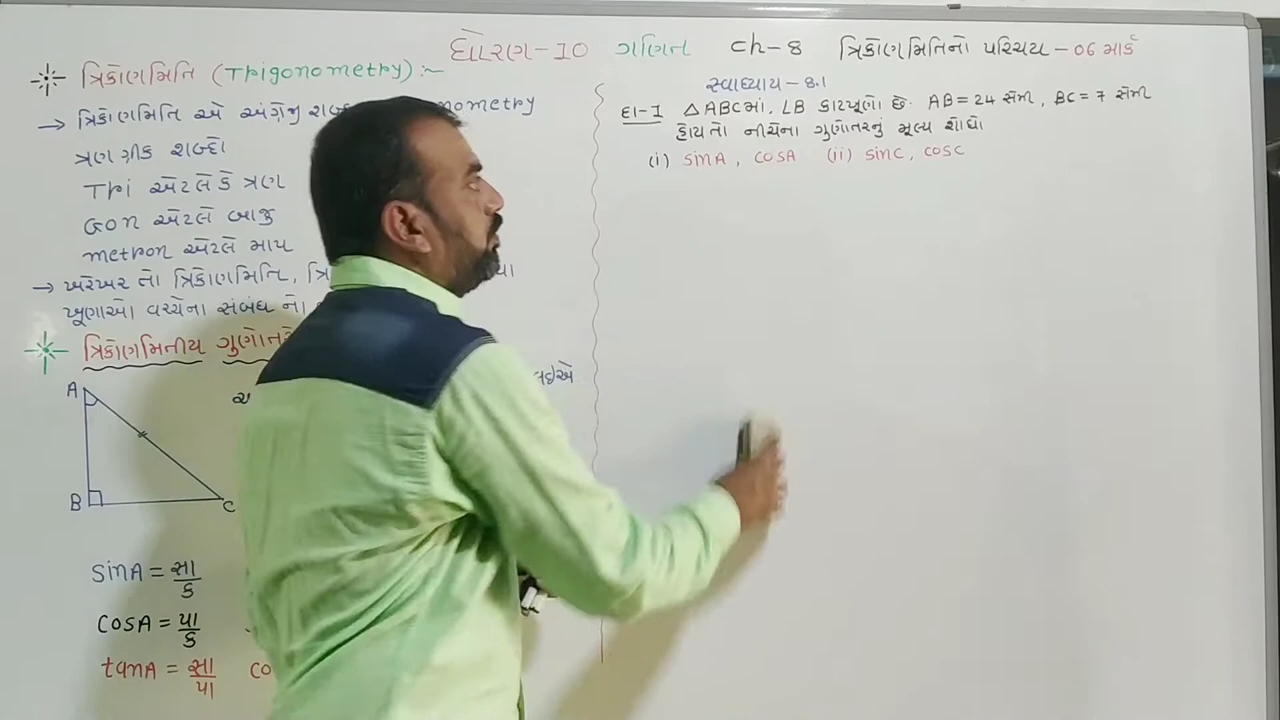 ધોરણ-10 ગણિત Ch-8 ત્રિકોણમિતિનો પરિચય - 06 માર્ક
ત્રિકોણમિતિ (Trigonometry) :-
→ ત્રિકોણમિતિ એ અંગ્રેજી
ત્રણ ગ્રીક શબ્દો
Tri એટલેકે ત્રણ
Gon એટલે બાજુ
metron એટલે માપ
→ ખરેખર તો ત્રિકોણમિતિ,
ખૂણાઓ વચ્ચેના સંબંધ નો
ત્રિકોણમિતીય
A
B
C
sinA = સા/ક
cosA = પા/ક
tanA = સા/પા
સ્વાધ્યાય - 8.1
દા-1 △ABCમાં, ∠B કાટખૂણો છે. AB = 24 સેમી, BC = 7 સેમી
હોય તો નીચેના ગુણોતરનું મૂલ્ય શોધો
(i) sinA, cosA (ii) sinC, cosC